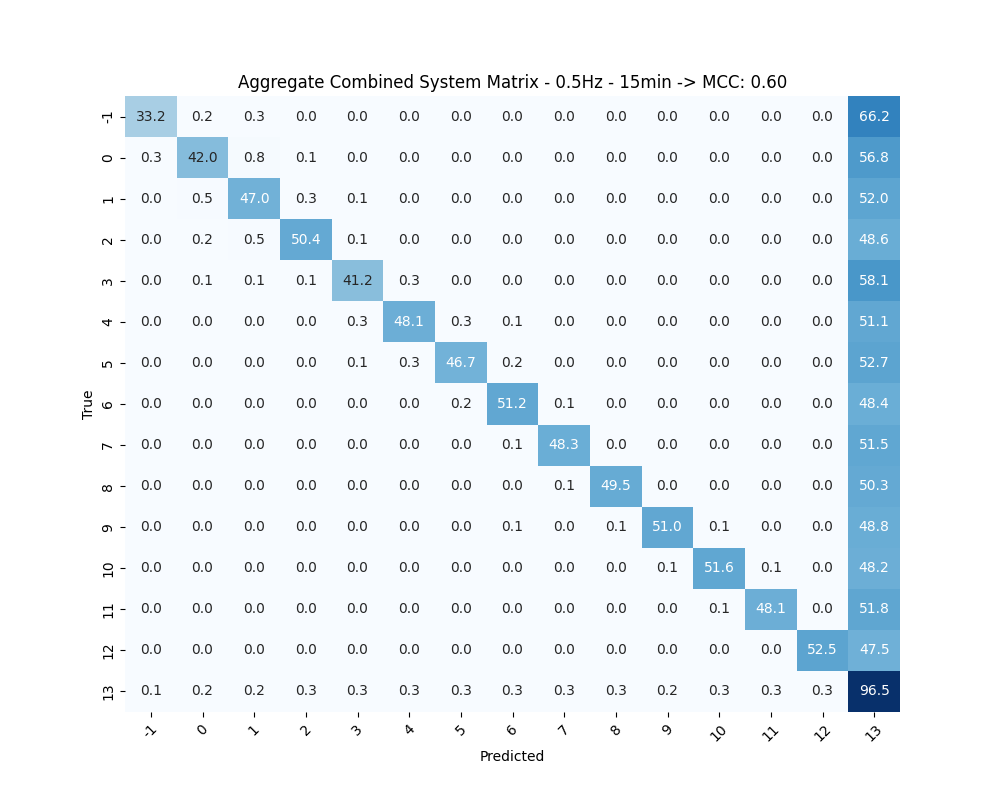 Aggregate Combined System Matrix - 0.5Hz - 15min -> MCC: 0.60
-1 33.2 0.2 0.3 0.0 0.0 0.0 0.0 0.0 0.0 0.0 0.0 0.0 0.0 0.0 66.2
0 0.3 42.0 0.8 0.1 0.0 0.0 0.0 0.0 0.0 0.0 0.0 0.0 0.0 0.0 56.8
1 0.0 0.5 47.0 0.3 0.1 0.0 0.0 0.0 0.0 0.0 0.0 0.0 0.0 0.0 52.0
2 0.0 0.2 0.5 50.4 0.1 0.0 0.0 0.0 0.0 0.0 0.0 0.0 0.0 0.0 48.6
3 0.0 0.1 0.1 0.1 41.2 0.3 0.0 0.0 0.0 0.0 0.0 0.0 0.0 0.0 58.1
4 0.0 0.0 0.0 0.0 0.3 48.1 0.3 0.1 0.0 0.0 0.0 0.0 0.0 0.0 51.1
5 0.0 0.0 0.0 0.0 0.1 0.3 46.7 0.2 0.0 0.0 0.0 0.0 0.0 0.0 52.7
6 0.0 0.0 0.0 0.0 0.0 0.0 0.2 51.2 0.1 0.0 0.0 0.0 0.0 0.0 48.4
7 0.0 0.0 0.0 0.0 0.0 0.0 0.0 0.1 48.3 0.0 0.0 0.0 0.0 0.0 51.5
8 0.0 0.0 0.0 0.0 0.0 0.0 0.0 0.0 0.1 49.5 0.0 0.0 0.0 0.0 50.3
9 0.0 0.0 0.0 0.0 0.0 0.0 0.0 0.1 0.0 0.1 51.0 0.1 0.0 0.0 48.8
10 0.0 0.0 0.0 0.0 0.0 0.0 0.0 0.0 0.0 0.0 0.1 51.6 0.1 0.0 48.2
11 0.0 0.0 0.0 0.0 0.0 0.0 0.0 0.0 0.0 0.0 0.0 0.1 48.1 0.0 51.8
12 0.0 0.0 0.0 0.0 0.0 0.0 0.0 0.0 0.0 0.0 0.0 0.0 0.0 52.5 47.5
13 0.1 0.2 0.2 0.3 0.3 0.3 0.3 0.3 0.3 0.3 0.2 0.3 0.3 0.3 96.5
True
-1 0 1 2 3 4 5 6 7 8 9 10 11 12 13
Predicted